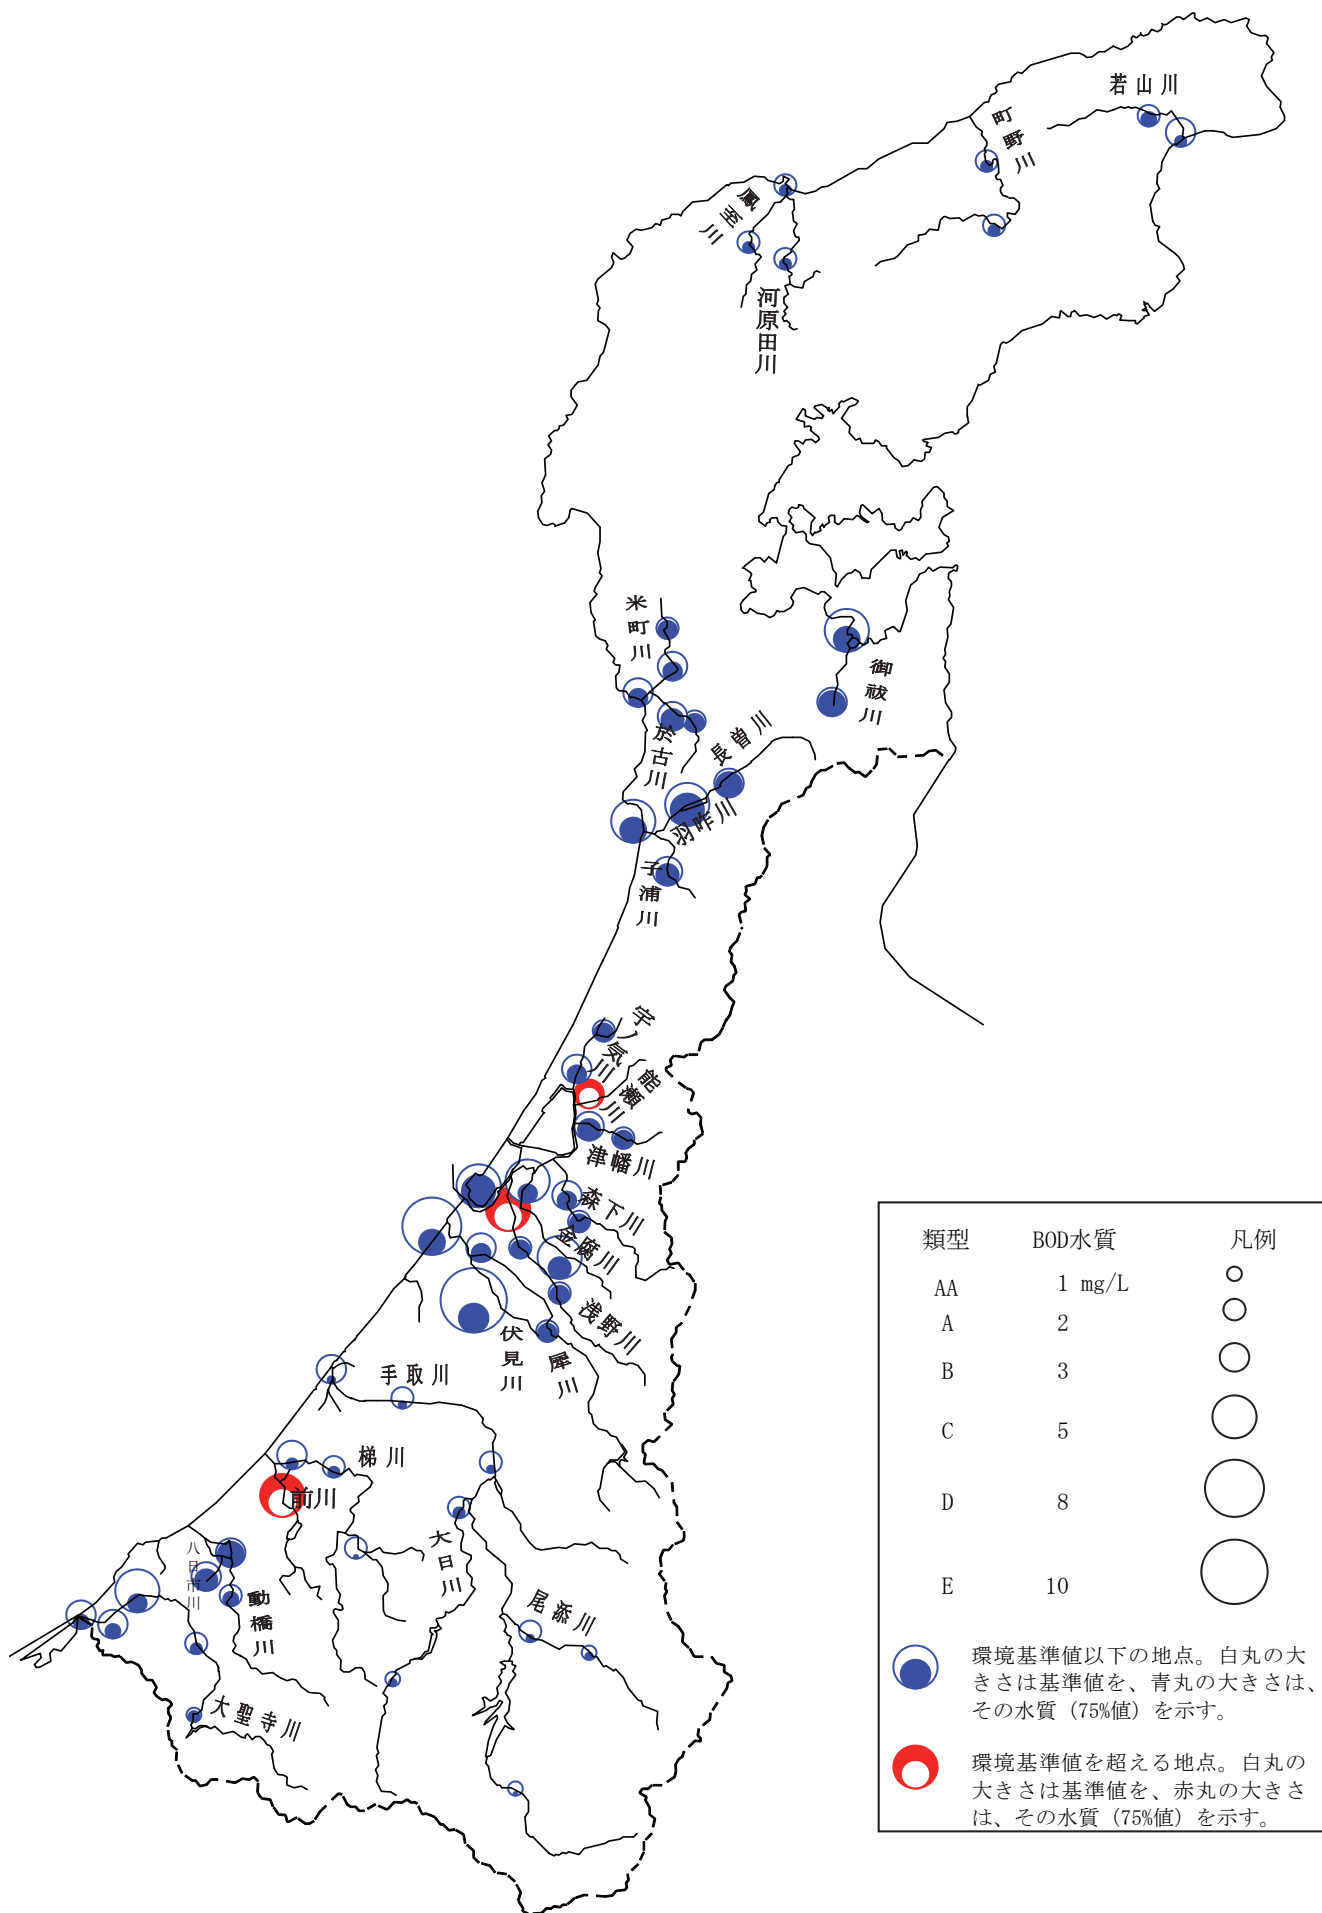 若山川
町野川
鳳至川
河原田川
米町川
御祓川
於古川
長曽川
羽咋川
子浦川
宇ノ気川
能瀬川
津幡川
森下川
金腐川
浅野川
犀川
伏見川
手取川
梯川
前川
大日川
八日市川
動橋川
尾添川
大聖寺川
類型 BOD水質 凡例
AA 1 mg/L
A 2
B 3
C 5
D 8
E 10
環境基準値以下の地点。白丸の大
きさは基準値を、青丸の大きさは、
その水質（75%値）を示す。
環境基準値を超える地点。白丸の
大きさは基準値を、赤丸の大きさ
は、その水質（75%値）を示す。